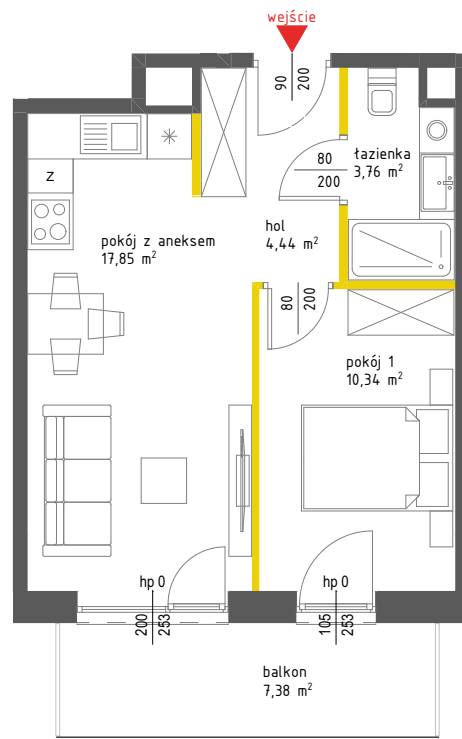 wejście
90
200
łazienka
3,76 m²
80
200
z
hol
4,44 m²
pokój z aneksem
17,85 m²
80
200
pokój 1
10,34 m²
hp 0
200
253
hp 0
105
253
balkon
7,38 m²